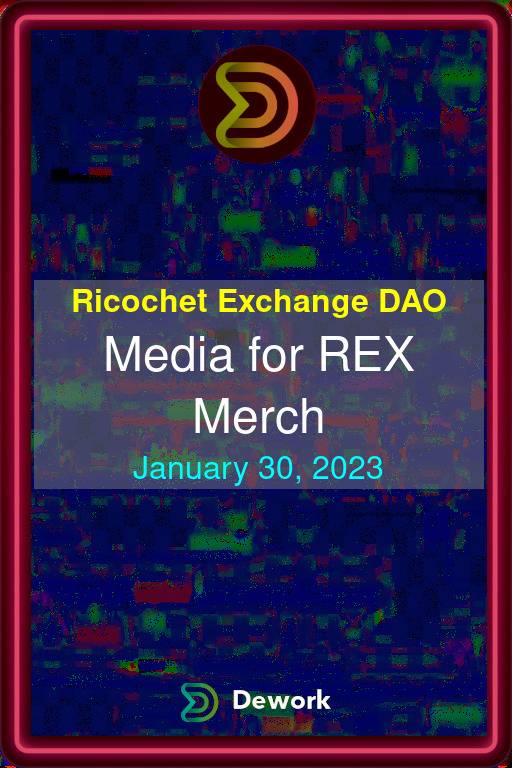 Ricochet Exchange DAO
Media for REX
Merch
January 30, 2023
Dework